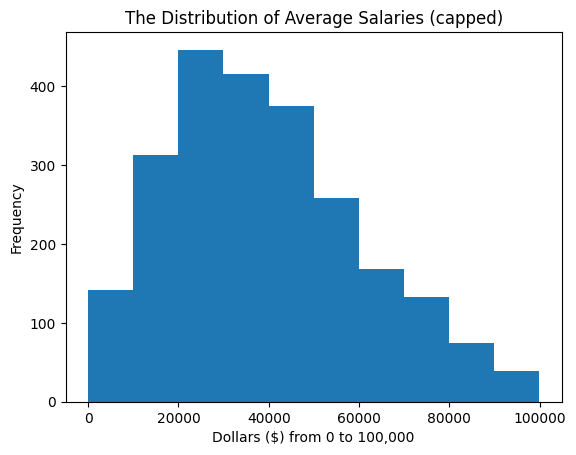 The Distribution of Average Salaries (capped)
Frequency
400
300
200
100
0
0 20000 40000 60000 80000 100000
Dollars ($) from 0 to 100,000